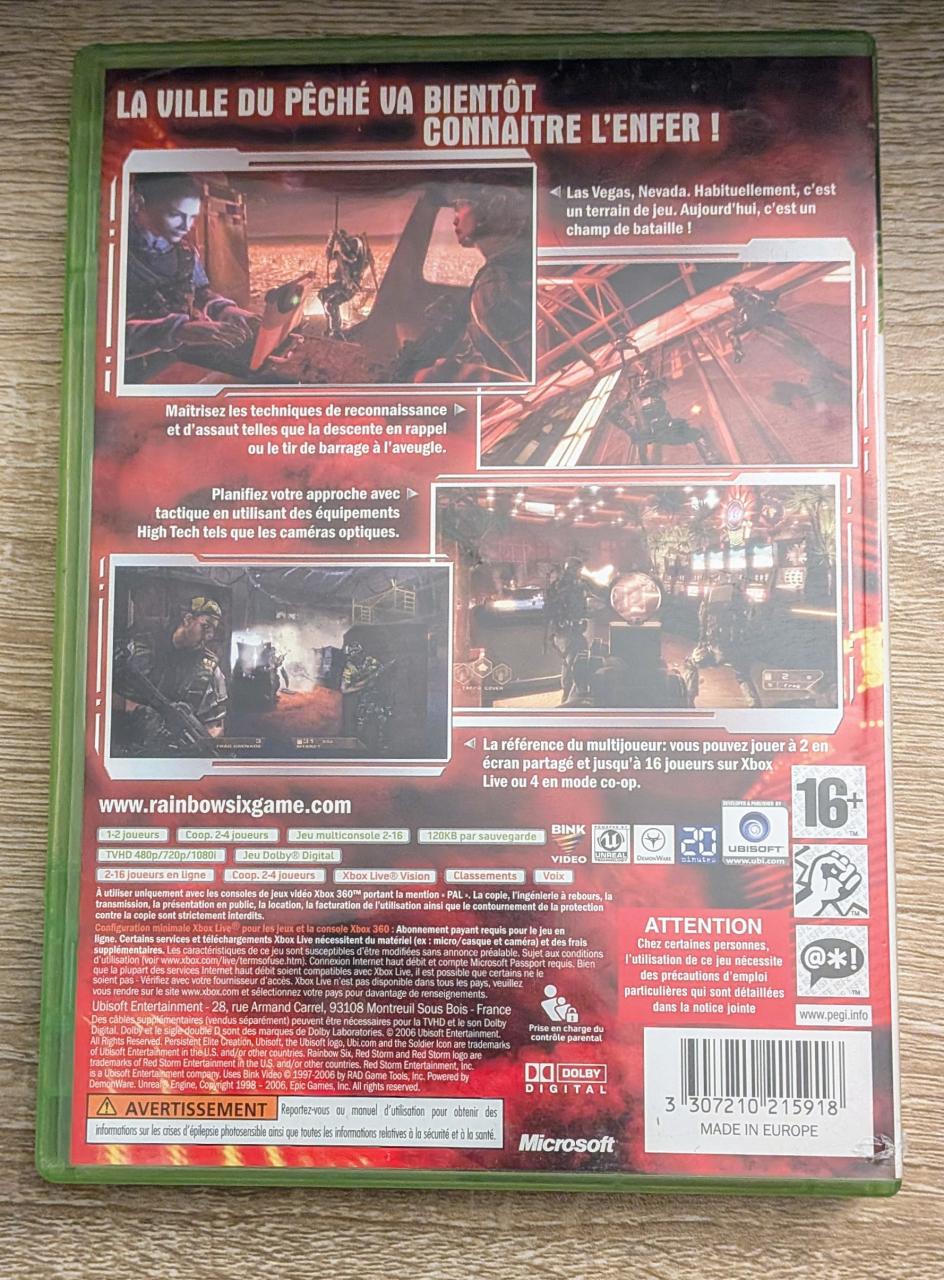 LA VILLE DU PÊCHÉ VA BIENTÔT
CONNAITRE L'ENFER !
Las Vegas, Nevada. Habituellement, c'est
un terrain de jeu. Aujourd'hui, c'est un
champ de bataille !
Maîtrisez les techniques de reconnaissance
et d'assaut telles que la descente en rappel
ou le tir de barrage à l'aveugle.
Planifiez votre approche avec
tactique en utilisant des équipements
High Tech tels que les caméras optiques.
La référence du multijoueur: vous pouvez jouer à 2 en
écran partagé et jusqu'à 16 joueurs sur Xbox
Live ou 4 en mode co-op.
www.rainbowsixgame.com
1-2 joueurs
Coop. 2-4 joueurs
Jeu multiconsole 2-16
120KB par sauvegarde
TVHD 480p/720p/1080i
Jeu Dolby® Digital
2-16 joueurs en ligne
Coop. 2-4 joueurs
Xbox Live® Vision
Classements
Voix
BINK
VIDEO
UNREAL
DEMONWARE
20
minutes
DEVELOPED & PUBLISHED BY
UBISOFT
www.ubi.com
16+
À utiliser uniquement avec les consoles de jeux vidéo Xbox 360™ portant la mention « PAL ». La copie, l'ingénierie à rebours, la
transmission, la présentation en public, la location, la facturation de l'utilisation ainsi que le contournement de la protection
contre la copie sont strictement interdits.
Configuration minimale Xbox Live® pour les jeux et la console Xbox 360 : Abonnement payant requis pour le jeu en
ligne. Certains services et téléchargements Xbox Live nécessitent du matériel (ex : micro/casque et caméra) et des frais
supplémentaires. Les caractéristiques de ce jeu sont susceptibles d'être modifiées sans annonce préalable. Sujet aux conditions
d'utilisation (voir www.xbox.com/live/termsofuse.htm). Connexion Internet haut débit et compte Microsoft Passport requis. Bien
que la plupart des services Internet haut débit soient compatibles avec Xbox Live, il est possible que certains ne le
soient pas - Vérifiez avec votre fournisseur d'accès. Xbox Live n'est pas disponible dans tous les pays, veuillez
vous rendre sur le site www.xbox.com et sélectionnez votre pays pour davantage de renseignements.
Ubisoft Entertainment - 28, rue Armand Carrel, 93108 Montreuil Sous Bois - France
Des câbles supplémentaires (vendus séparément) peuvent être nécessaires pour la TVHD et le son Dolby
Digital. Dolby et le sigle double D sont des marques de Dolby Laboratories. © 2006 Ubisoft Entertainment.
All Rights Reserved. Persistent Elite Creation, Ubisoft, the Ubisoft logo, Ubi.com and the Soldier Icon are trademarks
of Ubisoft Entertainment in the U.S. and/or other countries. Rainbow Six, Red Storm and Red Storm logo are
trademarks of Red Storm Entertainment in the U.S. and/or other countries. Red Storm Entertainment, Inc.
is a Ubisoft Entertainment company. Uses Bink Video © 1997-2006 by RAD Game Tools, Inc. Powered by
DemonWare. Unreal® Engine, Copyright 1998 – 2006, Epic Games, Inc. All rights reserved.
Prise en charge du
contrôle parental
DOLBY
DIGITAL
ATTENTION
Chez certaines personnes,
l'utilisation de ce jeu nécessite
des précautions d'emploi
particulières qui sont détaillées
dans la notice jointe
@*!
www.pegi.info
3 307210 215918
MADE IN EUROPE
AVERTISSEMENT
Reportez-vous au manuel d'utilisation pour obtenir des
informations sur les crises d'épilepsie photosensible ainsi que toutes les informations relatives à la sécurité et à la santé.
Microsoft